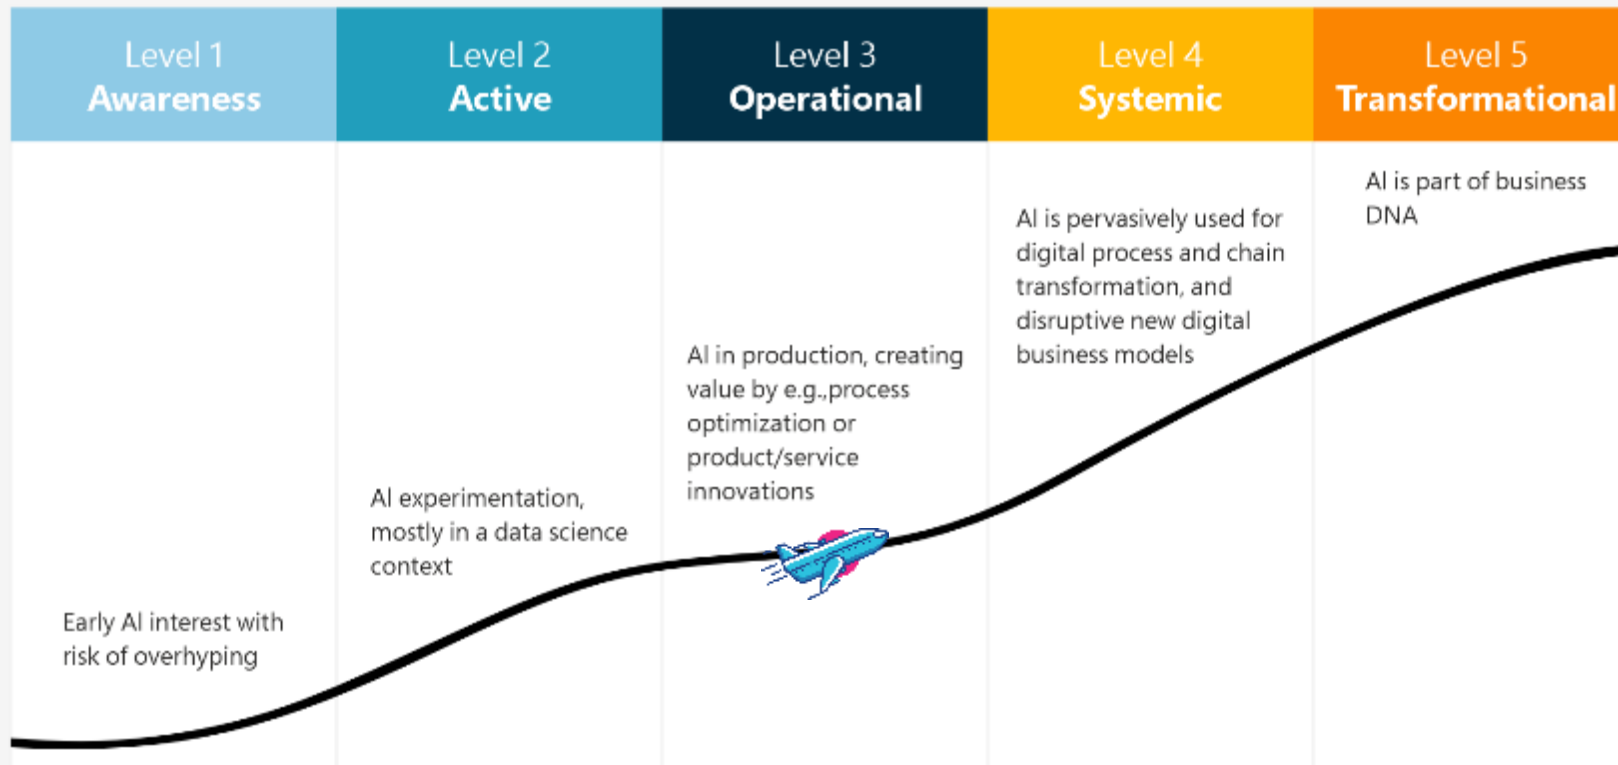 Level 1
Awareness
Level 2
Active
Level 3
Operational
Level 4
Systemic
Level 5
Transformational
Early AI interest with
risk of overhyping
AI experimentation,
mostly in a data science
context
AI in production, creating
value by e.g.,process
optimization or
product/service
innovations
AI is pervasively used for
digital process and chain
transformation, and
disruptive new digital
business models
AI is part of business
DNA